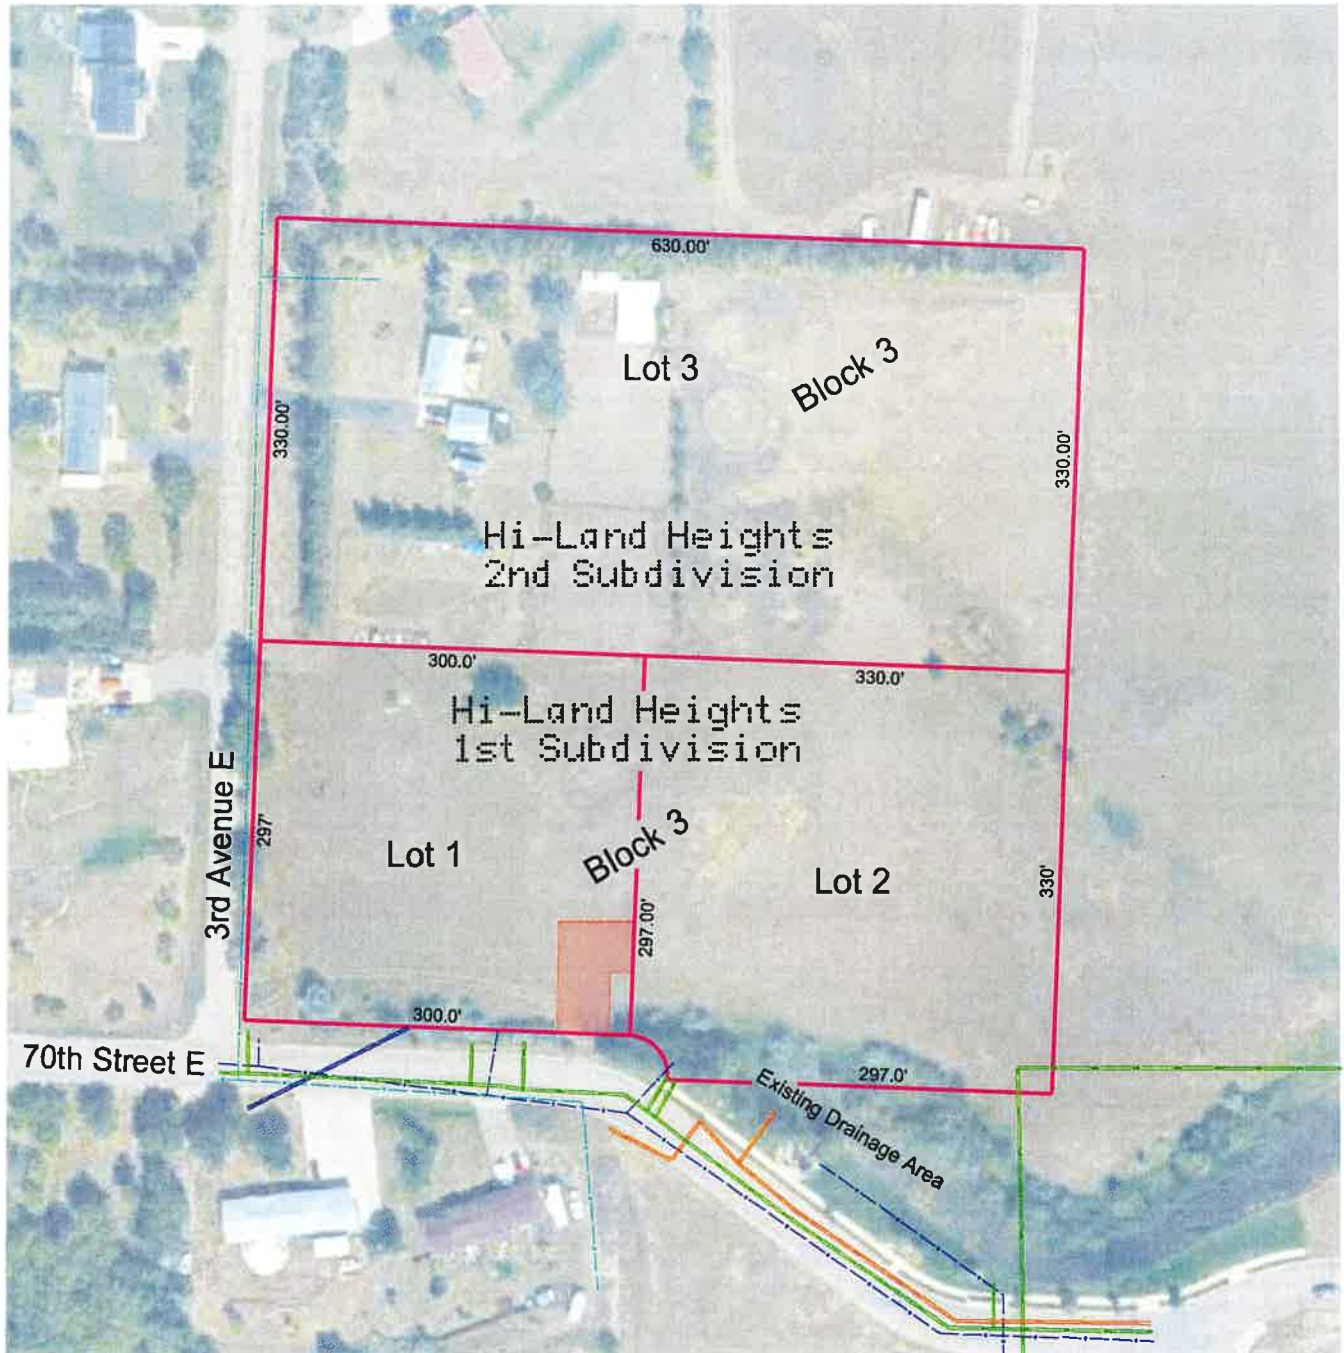 630.00'
Lot 3
Block 3
330.00'
330.00'
Hi-Land Heights
2nd Subdivision
300.0'
330.0'
Hi-Land Heights
1st Subdivision
3rd Avenue E
297'
Lot 1
Block 3
Lot 2
330'
297.00'
300.0'
70th Street E
297.0'
Existing Drainage Area